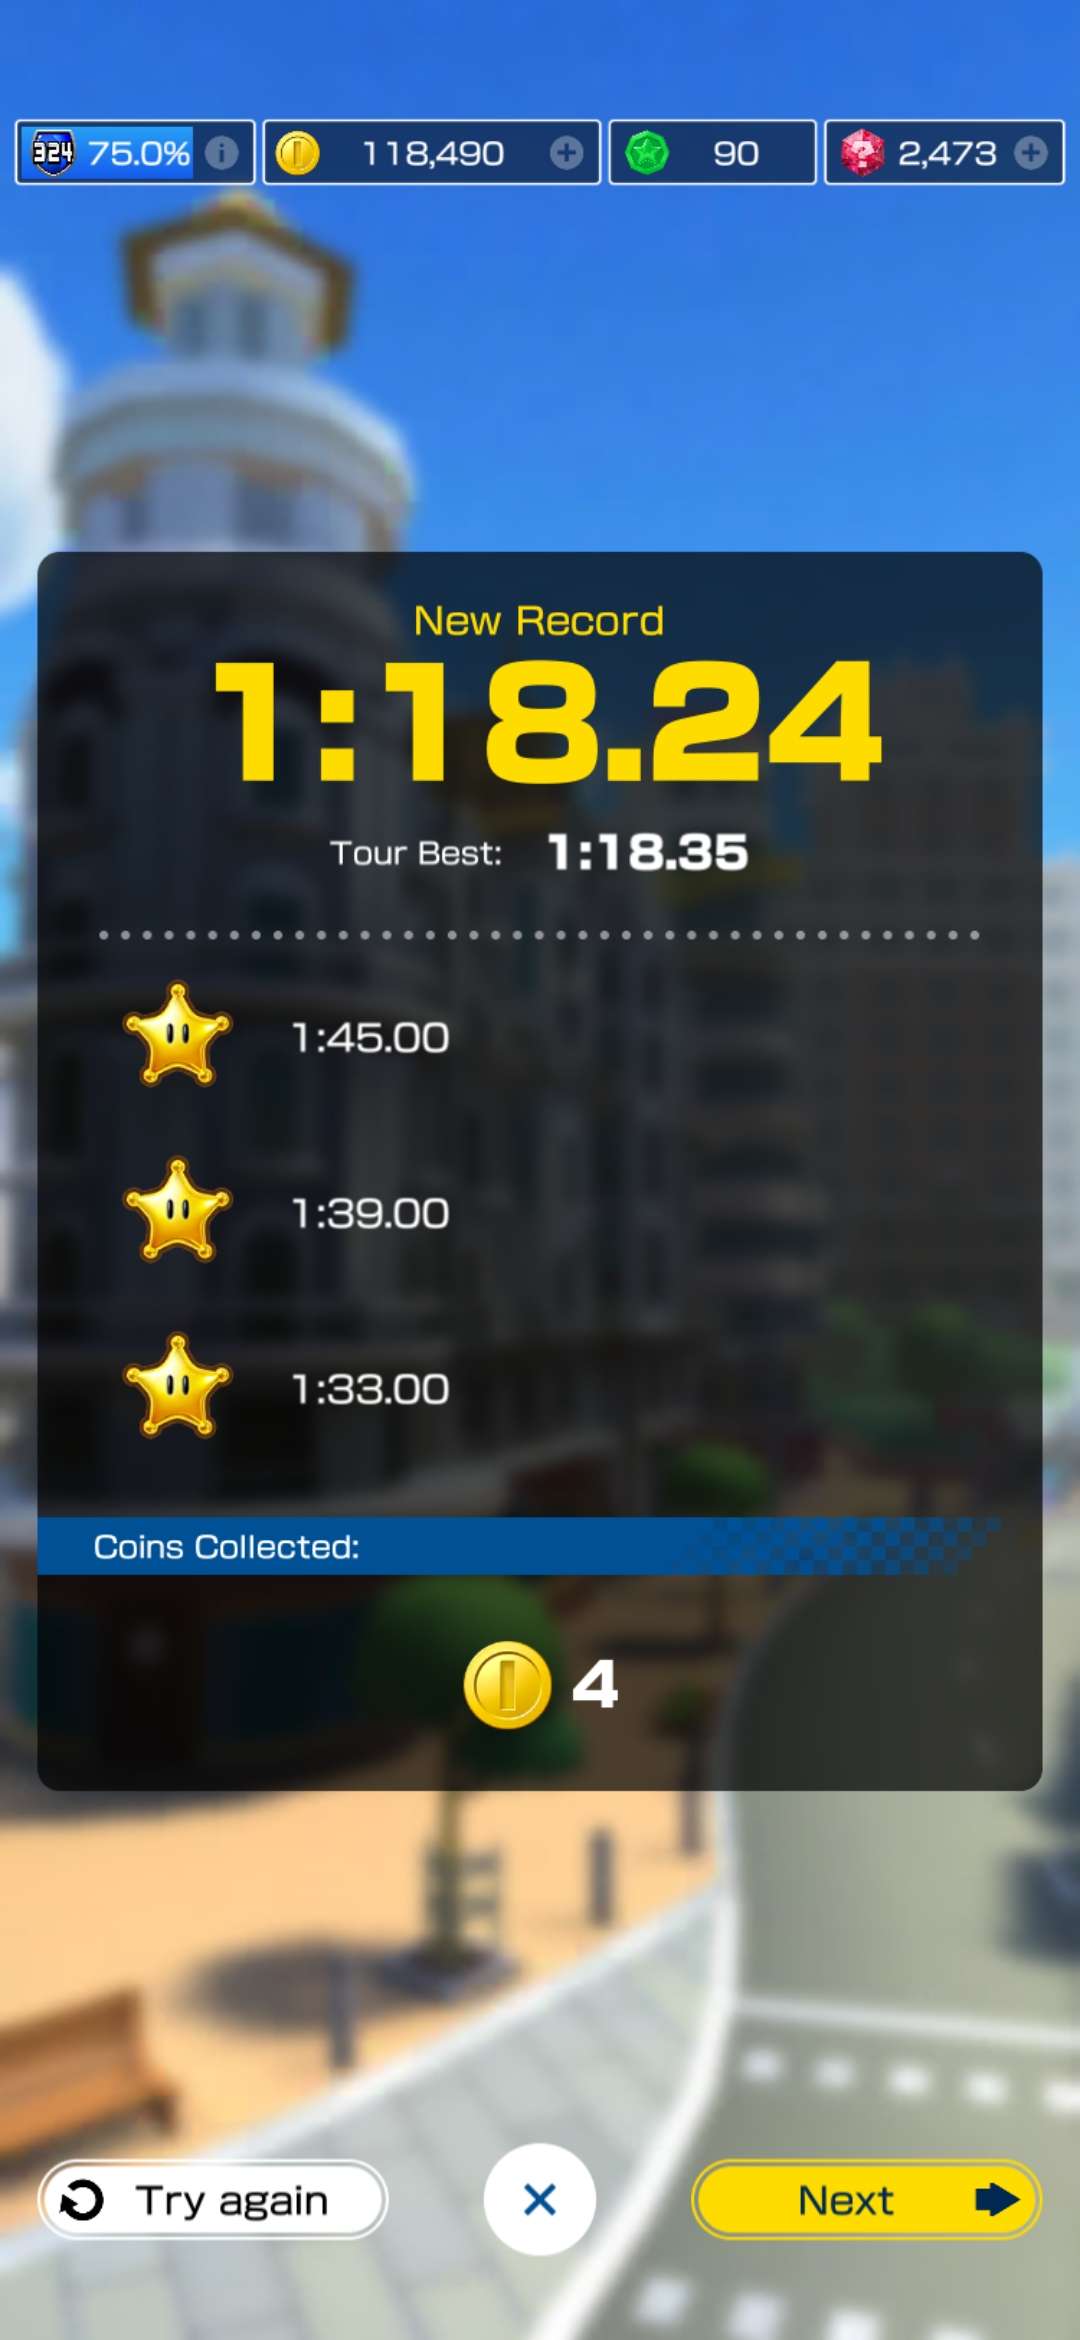 324 75.0% i 118,490 + 90 ? 2,473 +
New Record
1:18.24
Tour Best: 1:18.35
1:45.00
1:39.00
1:33.00
Coins Collected:
4
Try again × Next